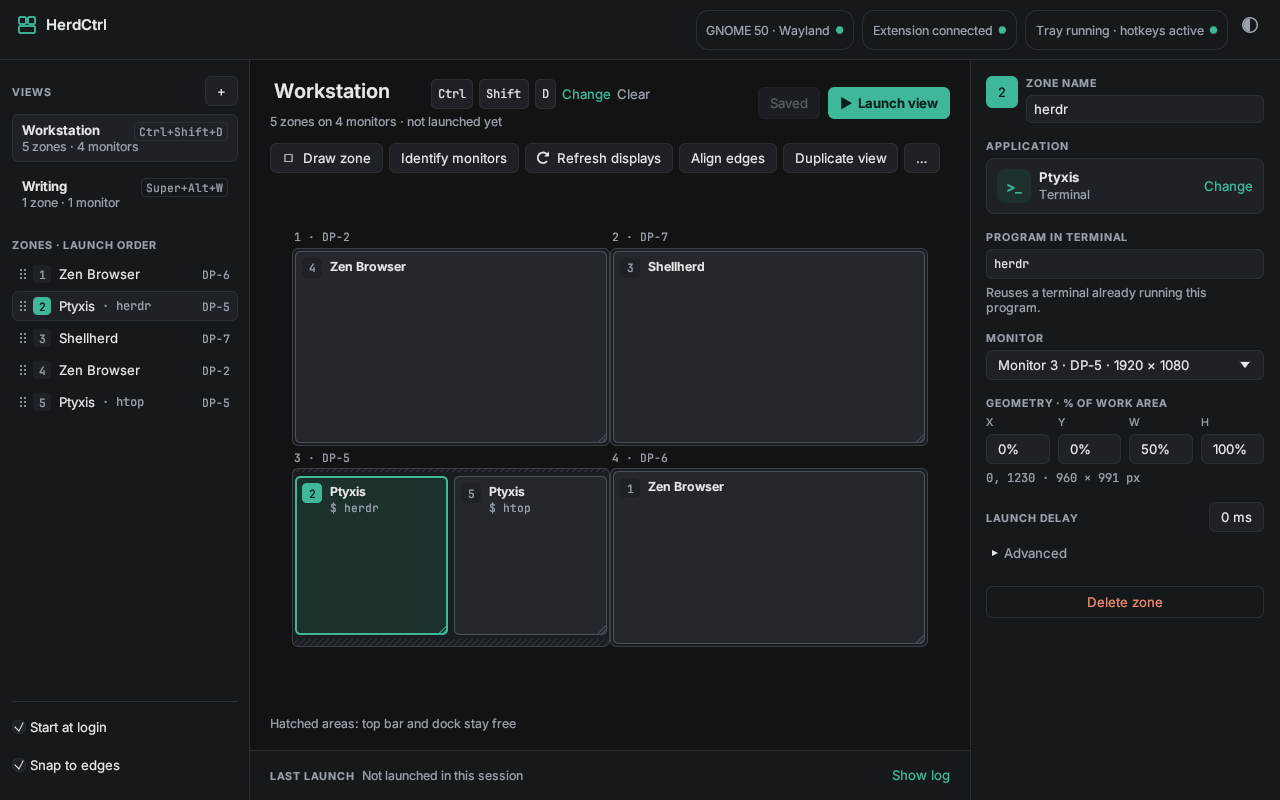 HerdCtrl
GNOME 50 · Wayland
Extension connected
Tray running · hotkeys active
VIEWS
+
Workstation
Ctrl+Shift+D
5 zones · 4 monitors
Writing
Super+Alt+W
1 zone · 1 monitor
ZONES · LAUNCH ORDER
1 Zen Browser DP-6
2 Ptyxis · herdr DP-5
3 Shellherd DP-7
4 Zen Browser DP-2
5 Ptyxis · htop DP-5
Start at login
Snap to edges
Workstation
Ctrl Shift D Change Clear
5 zones on 4 monitors · not launched yet
Saved
Launch view
Draw zone
Identify monitors
Refresh displays
Align edges
Duplicate view
...
1 · DP-2
4 Zen Browser
2 · DP-7
3 Shellherd
3 · DP-5
2 Ptyxis
$ herdr
5 Ptyxis
$ htop
4 · DP-6
1 Zen Browser
Hatched areas: top bar and dock stay free
LAST LAUNCH Not launched in this session
Show log
2
ZONE NAME
herdr
APPLICATION
>_
Ptyxis
Terminal
Change
PROGRAM IN TERMINAL
herdr
Reuses a terminal already running this
program.
MONITOR
Monitor 3 · DP-5 · 1920 × 1080
GEOMETRY · % OF WORK AREA
X Y W H
0% 0% 50% 100%
0, 1230 · 960 × 991 px
LAUNCH DELAY
0 ms
Advanced
Delete zone